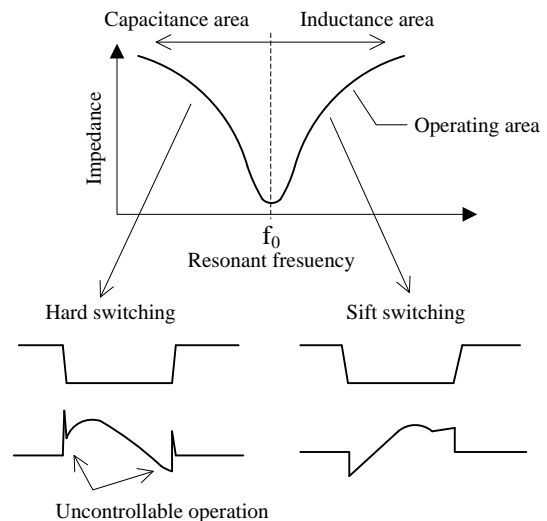 Capacitance area
Inductance area
Impedance
Operating area
f0
Resonant fresuency
Hard switching
Sift switching
Uncontrollable operation